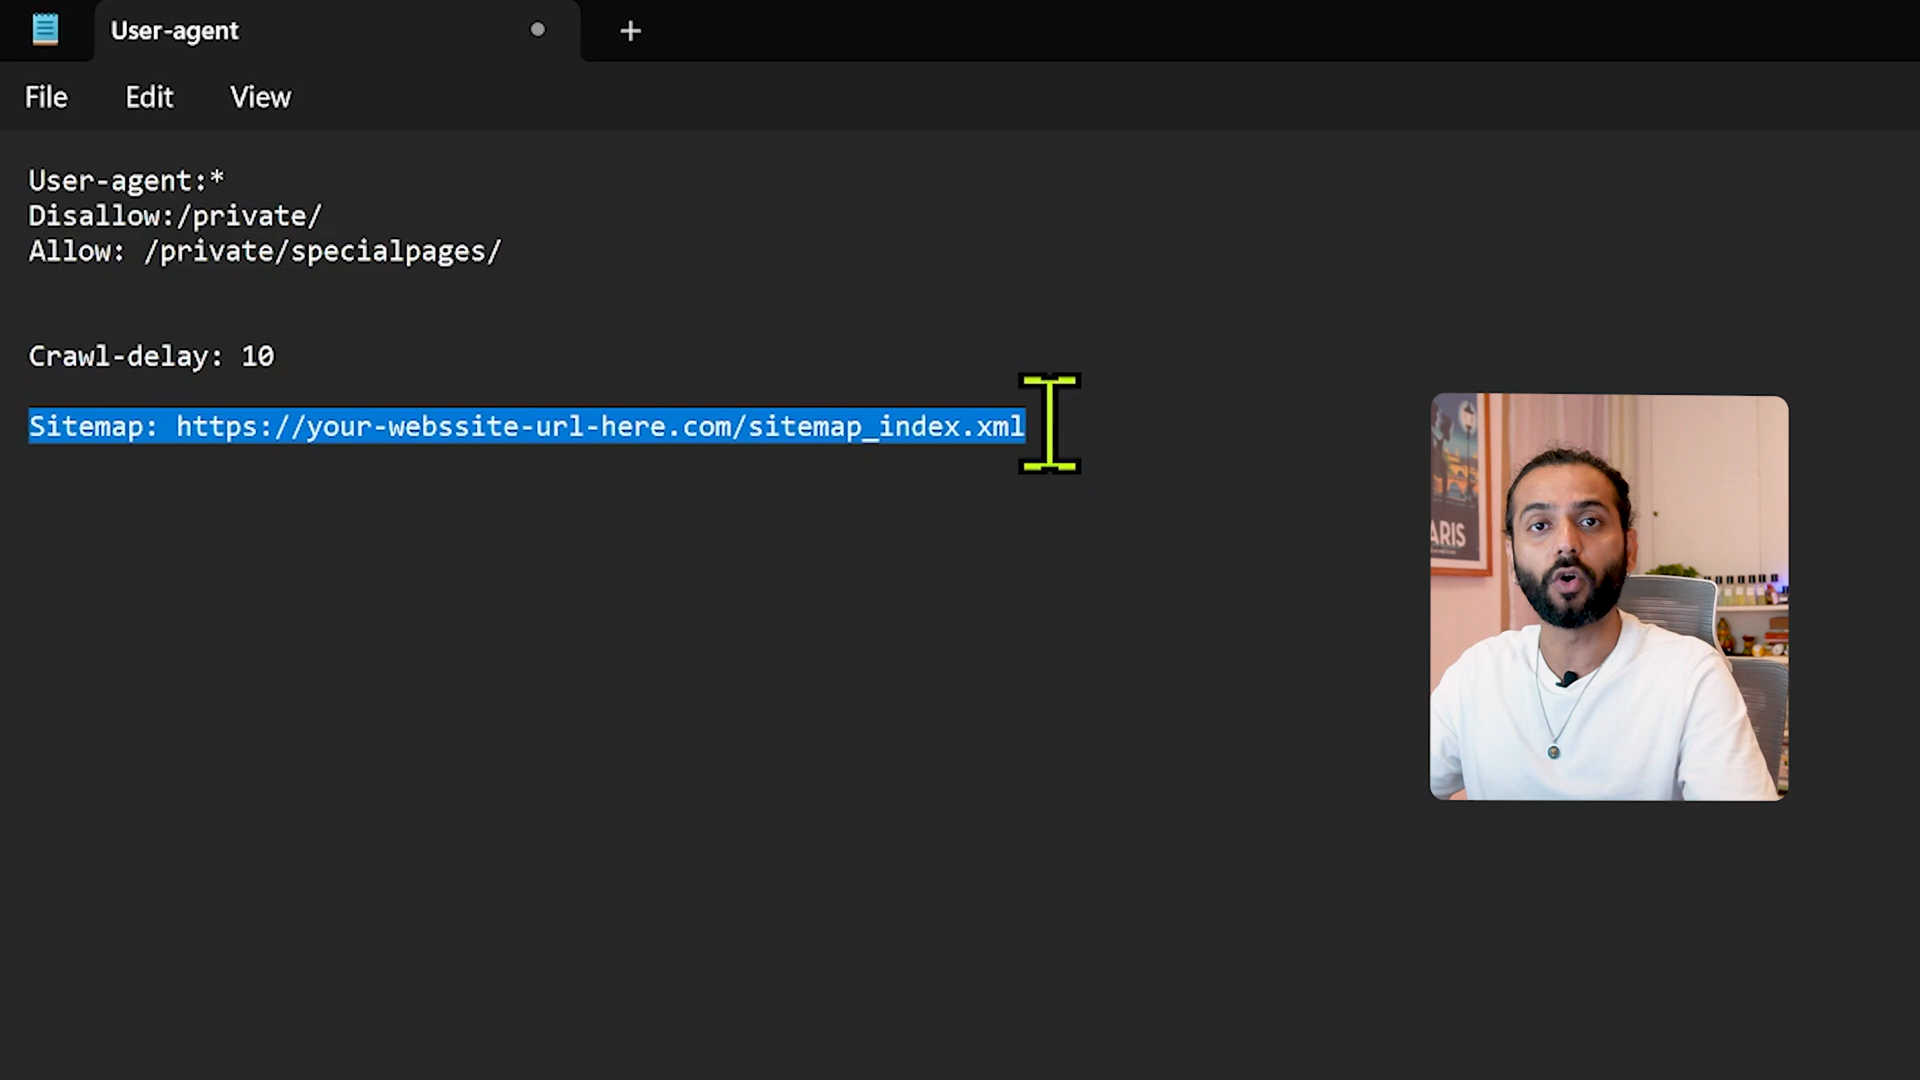 User-agent
File Edit View
User-agent:*
Disallow:/private/
Allow: /private/specialpages/
Crawl-delay: 10
Sitemap: https://your-webssite-url-here.com/sitemap_index.xml
ARIS